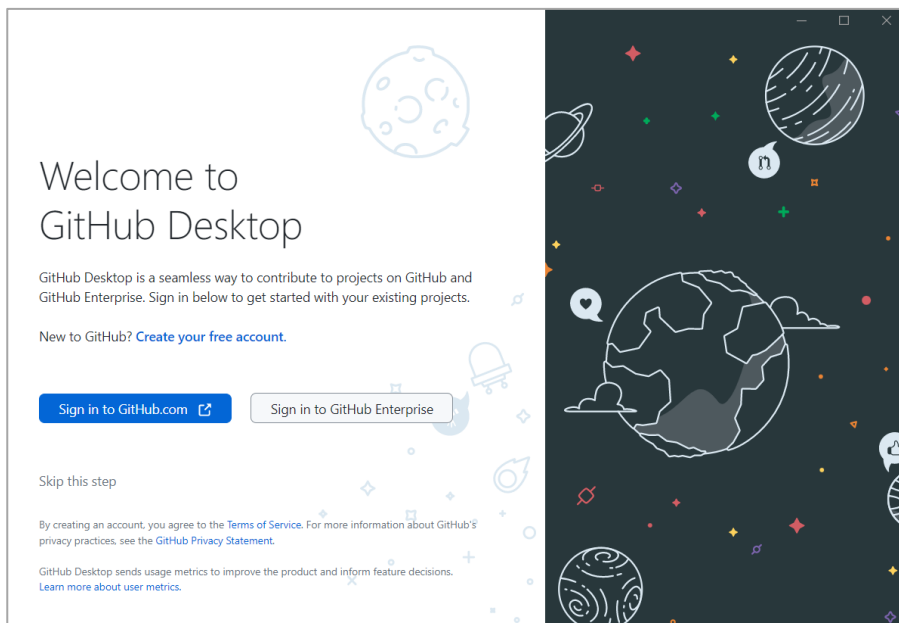 Welcome to
GitHub Desktop
GitHub Desktop is a seamless way to contribute to projects on GitHub and
GitHub Enterprise. Sign in below to get started with your existing projects.
New to GitHub? Create your free account.
Sign in to GitHub.com
Sign in to GitHub Enterprise
Skip this step
By creating an account, you agree to the Terms of Service. For more information about GitHub's
privacy practices, see the GitHub Privacy Statement.
GitHub Desktop sends usage metrics to improve the product and inform feature decisions.
Learn more about user metrics.